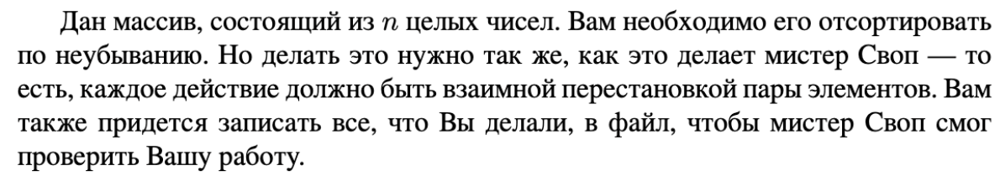 Дан массив, состоящий из n целых чисел. Вам необходимо его отсортировать
по неубыванию. Но делать это нужно так же, как это делает мистер Своп — то
есть, каждое действие должно быть взаимной перестановкой пары элементов. Вам
также придется записать все, что Вы делали, в файл, чтобы мистер Своп смог
проверить Вашу работу.